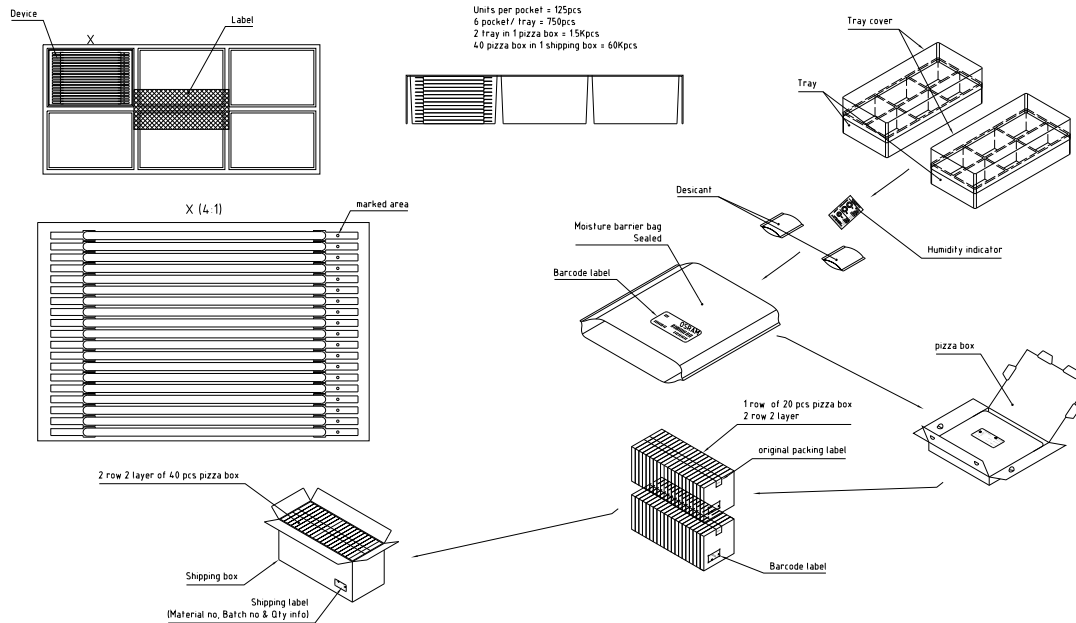 Units per pocket = 125pcs
6 pocket/ tray = 750pcs
2 tray in 1 pizza box = 1.5Kpcs
40 pizza box in 1 shipping box = 60Kpcs
Device
Label
X
Tray cover
Tray
X (4:1)
marked area
Desicant
Moisture barrier bag
Sealed
Humidity indicator
Barcode label
OSRAM
pizza box
1 row of 20 pcs pizza box
2 row 2 layer
original packing label
2 row 2 layer of 40 pcs pizza box
Shipping box
Barcode label
Shipping label
(Material no, Batch no & Qty info)